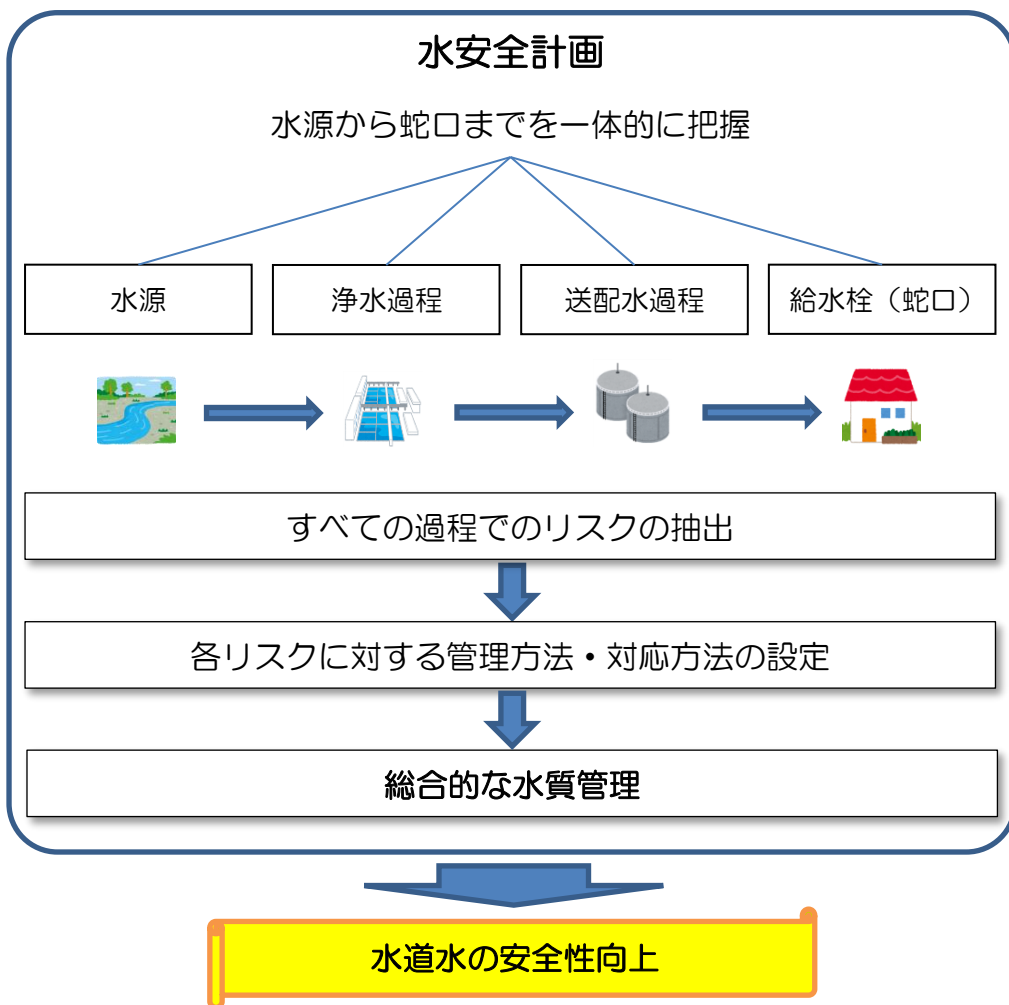 水安全計画
水源から蛇口までを一体的に把握
水源
浄水過程
送配水過程
給水栓（蛇口）
すべての過程でのリスクの抽出
各リスクに対する管理方法・対応方法の設定
総合的な水質管理
水道水の安全性向上